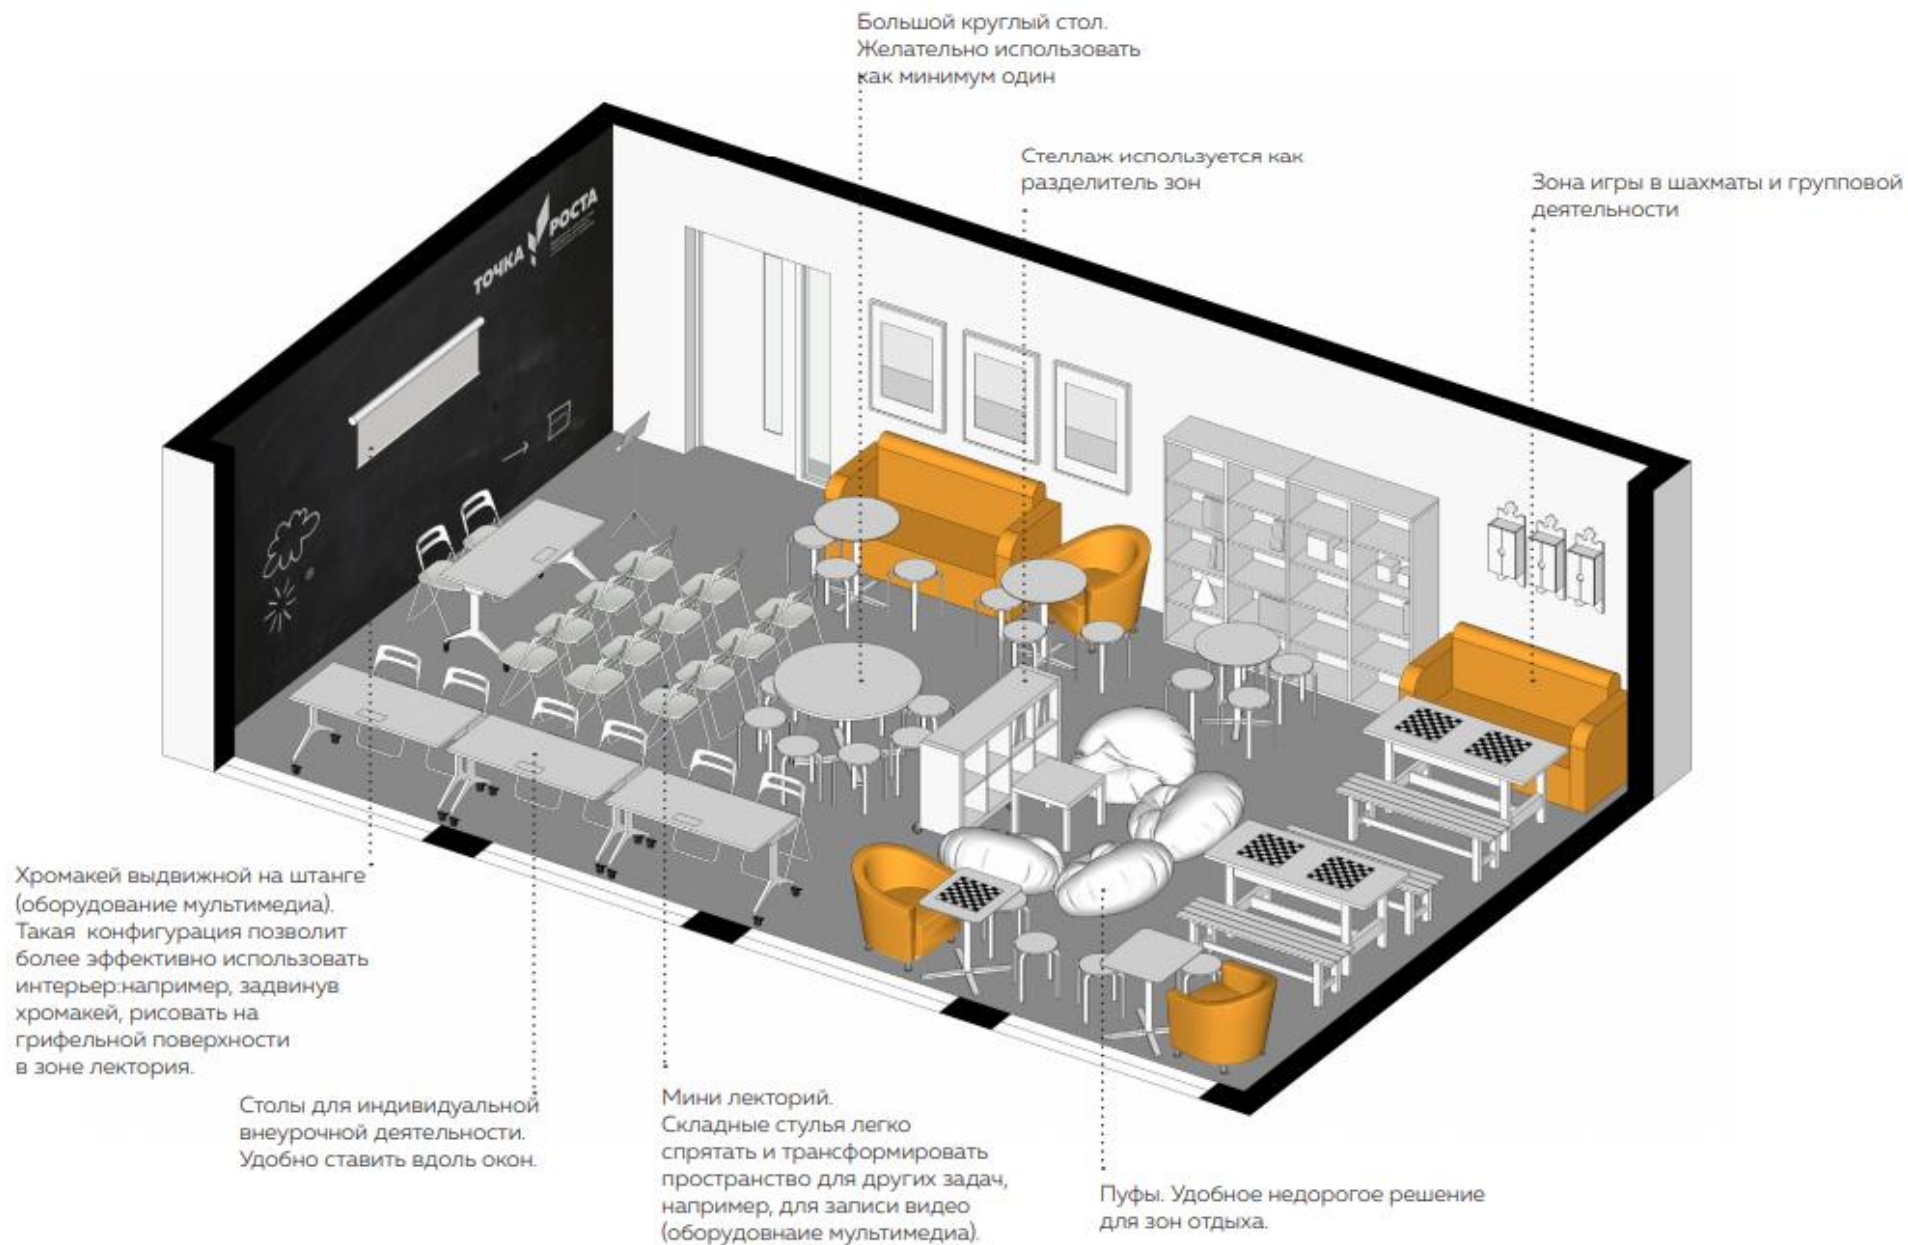 Большой круглый стол.
Желательно использовать
как минимум один
Стеллаж используется как
разделитель зон
Зона игры в шахматы и групповой
деятельности
ТОЧКА РОСТА
Хромакей выдвижной на штанге
(оборудование мультимедиа).
Такая конфигурация позволит
более эффективно использовать
интерьер:например, задвинув
хромакей, рисовать на
грифельной поверхности
в зоне лектория.
Столы для индивидуальной
внеурочной деятельности.
Удобно ставить вдоль окон.
Мини лекторий.
Складные стулья легко
спрятать и трансформировать
пространство для других задач,
например, для записи видео
(оборудовнаие мультимедиа).
Пуфы. Удобное недорогое решение
для зон отдыха.